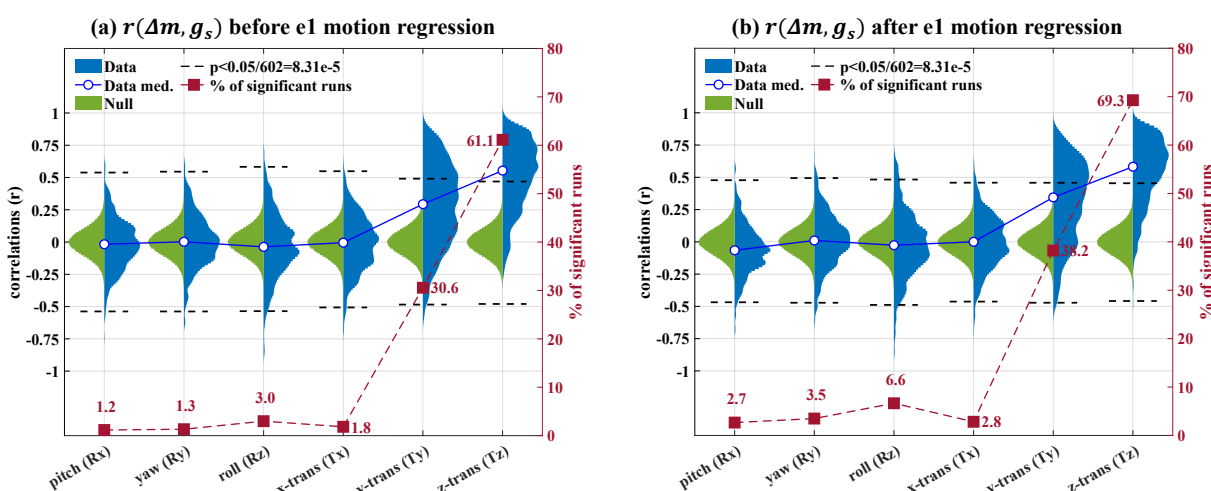 (a) r(Δm, g_s) before e1 motion regression
Data
Data med.
Null
p<0.05/602=8.31e-5
% of significant runs
correlations (r)
1
0.75
0.5
0.25
0
-0.25
-0.5
-0.75
-1
80
70
60
50
40
30
20
10
0
% of significant runs
1.2
1.3
3.0
1.8
30.6
61.1
pitch (Rx)
yaw (Ry)
roll (Rz)
x-trans (Tx)
y-trans (Ty)
z-trans (Tz)
(b) r(Δm, g_s) after e1 motion regression
Data
Data med.
Null
p<0.05/602=8.31e-5
% of significant runs
correlations (r)
1
0.75
0.5
0.25
0
-0.25
-0.5
-0.75
-1
80
70
60
50
40
30
20
10
0
% of significant runs
2.7
3.5
6.6
2.8
38.2
69.3
pitch (Rx)
yaw (Ry)
roll (Rz)
x-trans (Tx)
y-trans (Ty)
z-trans (Tz)